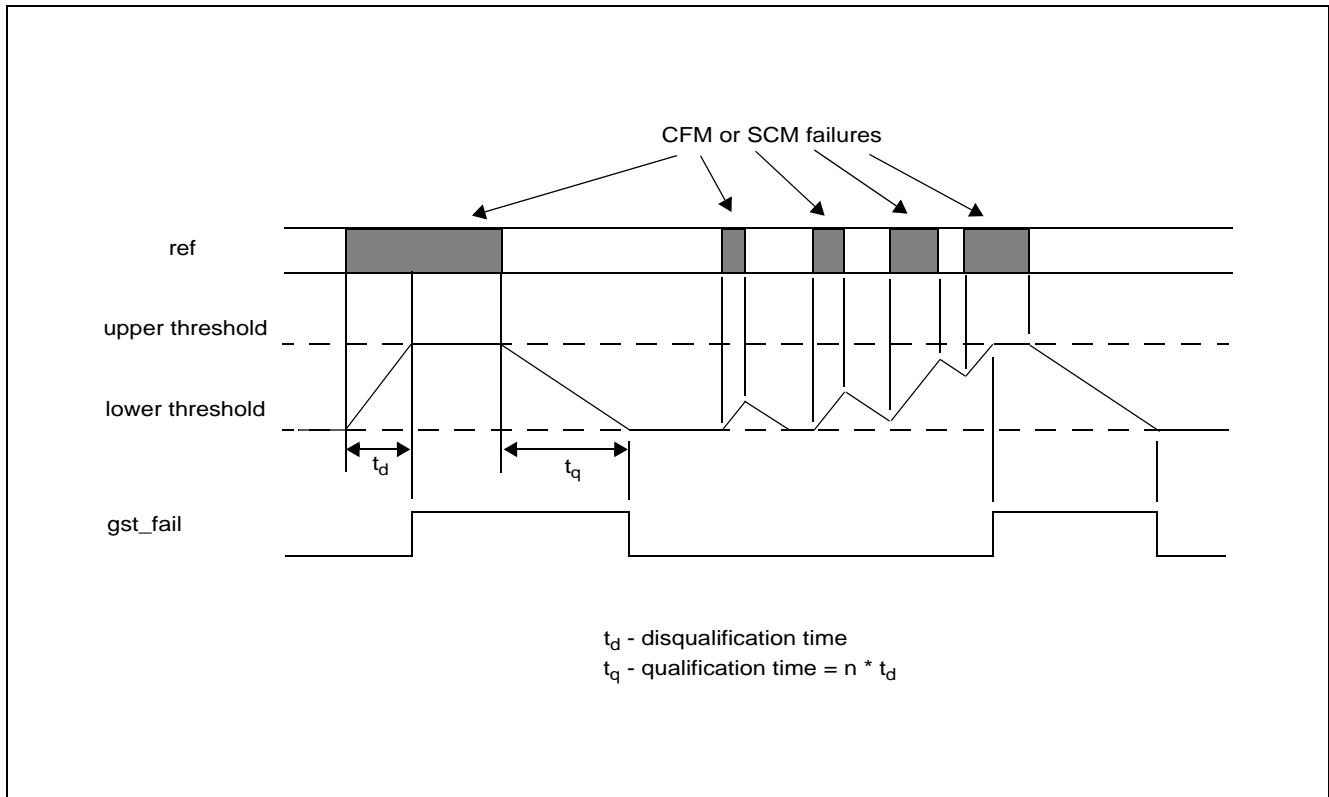 CFM or SCM failures
ref
upper threshold
lower threshold
td
tq
gst_fail
td - disqualification time
tq - qualification time = n * td